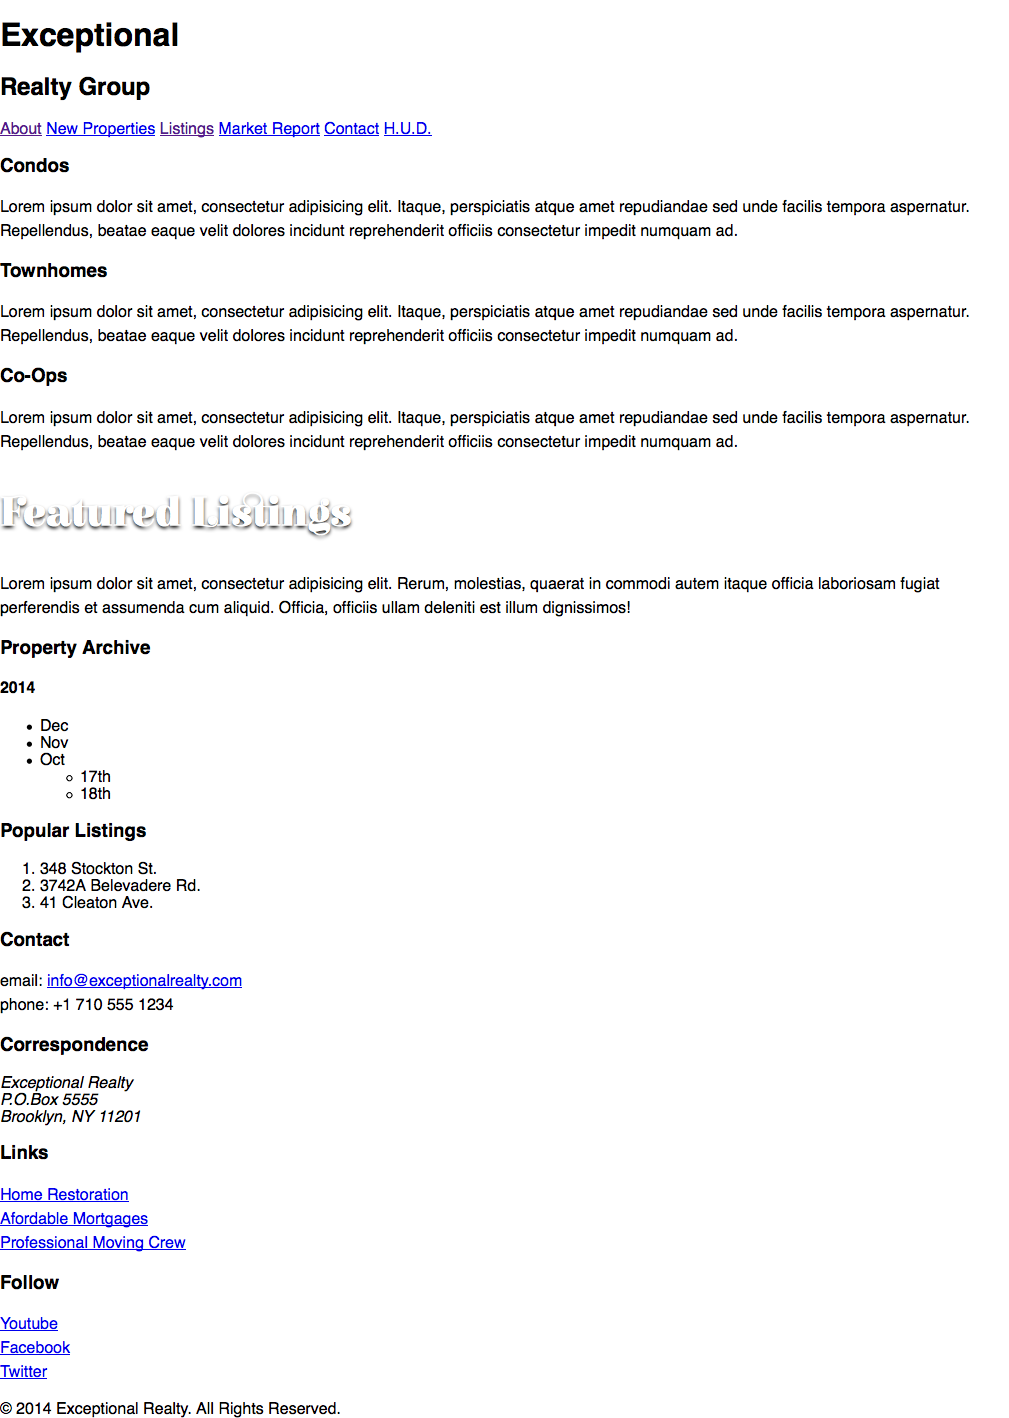 Exceptional
Realty Group
About New Properties Listings Market Report Contact H.U.D.
Condos
Lorem ipsum dolor sit amet, consectetur adipisicing elit. Itaque, perspiciatis atque amet repudiandae sed unde facilis tempora aspernatur.
Repellendus, beatae eaque velit dolores incidunt reprehenderit officiis consectetur impedit numquam ad.
Townhomes
Lorem ipsum dolor sit amet, consectetur adipisicing elit. Itaque, perspiciatis atque amet repudiandae sed unde facilis tempora aspernatur.
Repellendus, beatae eaque velit dolores incidunt reprehenderit officiis consectetur impedit numquam ad.
Co-Ops
Lorem ipsum dolor sit amet, consectetur adipisicing elit. Itaque, perspiciatis atque amet repudiandae sed unde facilis tempora aspernatur.
Repellendus, beatae eaque velit dolores incidunt reprehenderit officiis consectetur impedit numquam ad.
Featured Listings
Lorem ipsum dolor sit amet, consectetur adipisicing elit. Rerum, molestias, quaerat in commodi autem itaque officia laboriosam fugiat
perferendis et assumenda cum aliquid. Officia, officiis ullam deleniti est illum dignissimos!
Property Archive
2014
• Dec
• Nov
• Oct
◦ 17th
◦ 18th
Popular Listings
1. 348 Stockton St.
2. 3742A Belevadere Rd.
3. 41 Cleaton Ave.
Contact
email: info@exceptionalrealty.com
phone: +1 710 555 1234
Correspondence
Exceptional Realty
P.O.Box 5555
Brooklyn, NY 11201
Links
Home Restoration
Afordable Mortgages
Professional Moving Crew
Follow
Youtube
Facebook
Twitter
© 2014 Exceptional Realty. All Rights Reserved.